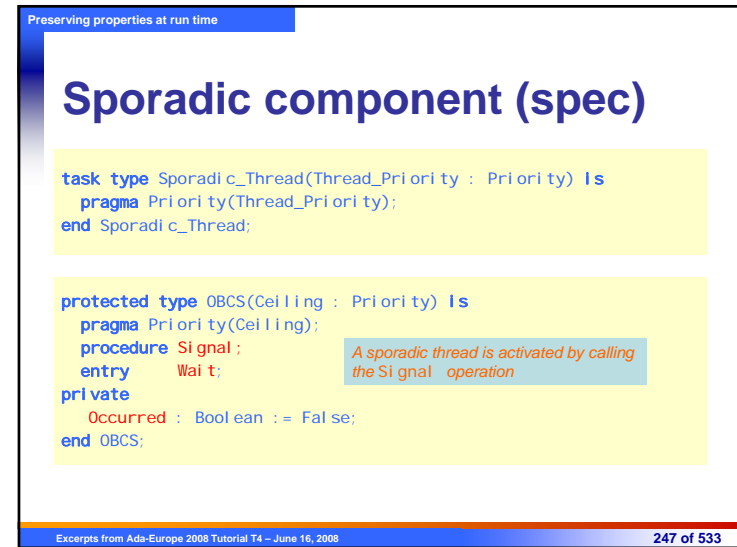 Preserving properties at run time
Sporadic component (spec)
task type Sporadic_Thread(Thread_Priority : Priority) is
pragma Priority(Thread_Priority);
end Sporadic_Thread;
protected type OBCS(Ceiling : Priority) is
pragma Priority(Ceiling);
procedure Signal;
entry Wait;
A sporadic thread is activated by calling
the Signal operation
private
Occurred : Boolean := False;
end OBCS;
Excerpts from Ada-Europe 2008 Tutorial T4 – June 16, 2008
247 of 533